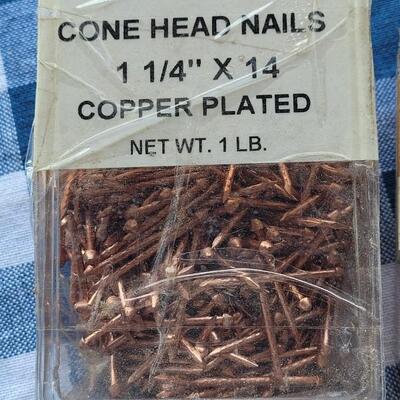 CONE HEAD NAILS
1 1/4" X 14
COPPER PLATED
NET WT. 1 LB.